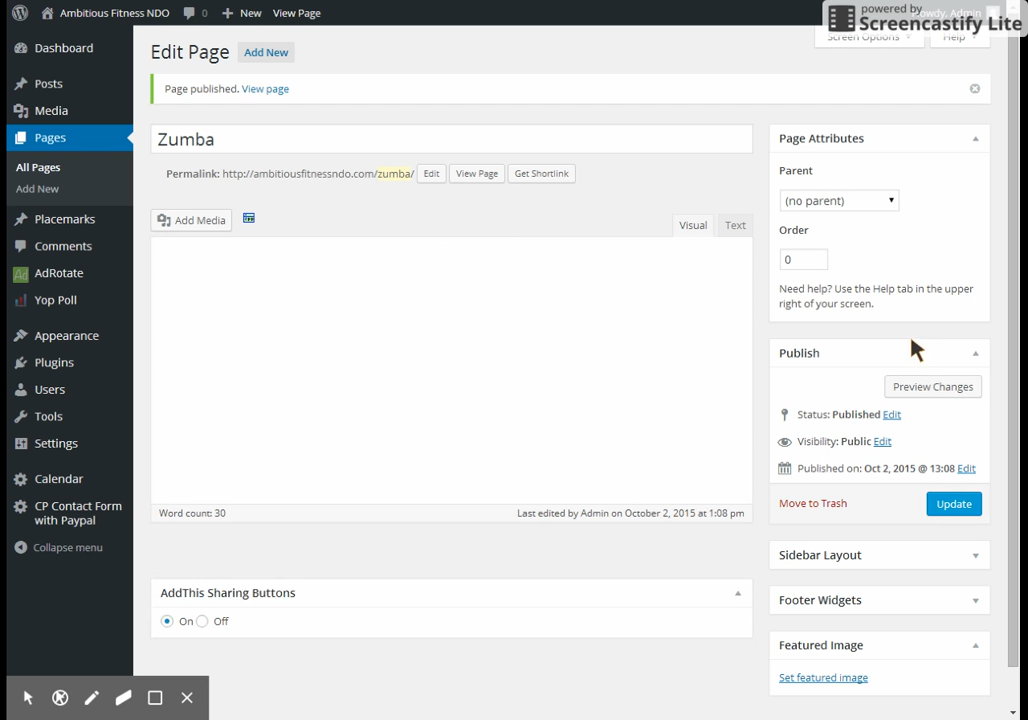 Ambitious Fitness NDO
0
New
View Page
Howdy, Admin
powered by
Screencastify Lite
Screen Options
Help
Dashboard
Posts
Media
Pages
All Pages
Add New
Placemarks
Comments
AdRotate
Yop Poll
Appearance
Plugins
Users
Tools
Settings
Calendar
CP Contact Form
with Paypal
Collapse menu
Edit Page
Add New
Page published. View page
Zumba
Permalink: http://ambitiousfitnessndo.com/zumba/ Edit View Page Get Shortlink
Add Media
Visual
Text
Word count: 30
Last edited by Admin on October 2, 2015 at 1:08 pm
AddThis Sharing Buttons
On Off
Page Attributes
Parent
(no parent)
Order
0
Need help? Use the Help tab in the upper
right of your screen.
Publish
Preview Changes
Status: Published Edit
Visibility: Public Edit
Published on: Oct 2, 2015 @ 13:08 Edit
Move to Trash
Update
Sidebar Layout
Footer Widgets
Featured Image
Set featured image